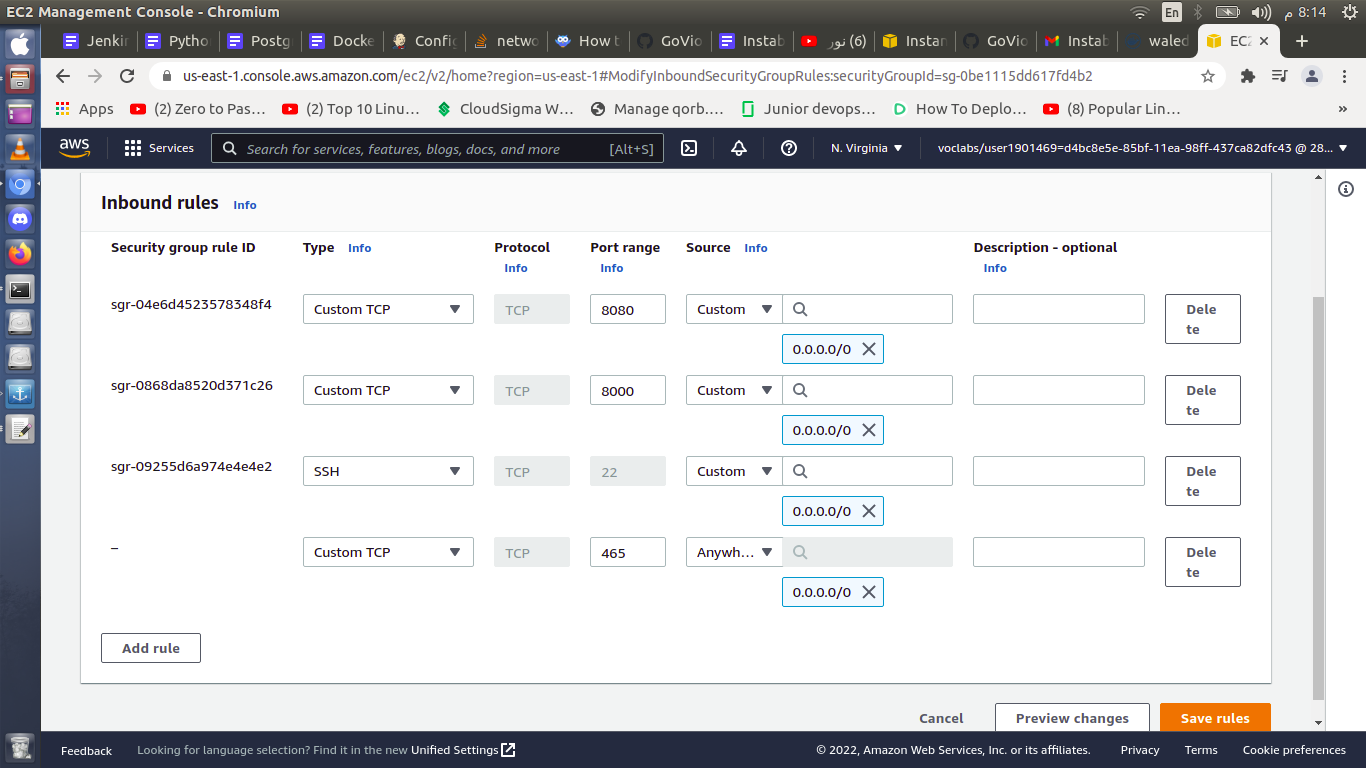 EC2 Management Console - Chromium
En
8:14 م
Jenkin
Pytho
Postg
Docke
Config
netwo
How t
GoVio
Instab
(6) نور
Instan
GoVio
Instab
waled
EC2
us-east-1.console.aws.amazon.com/ec2/v2/home?region=us-east-1#ModifyInboundSecurityGroupRules:securityGroupId=sg-0be1115dd617fd4b2
Apps
(2) Zero to Pas…
(2) Top 10 Linu…
CloudSigma W…
Manage qorb.…
Junior devops…
How To Deplo…
(8) Popular Lin…
»
aws
Services
Search for services, features, blogs, docs, and more
[Alt+S]
N. Virginia
voclabs/user1901469=d4bc8e5e-85bf-11ea-98ff-437ca82dfc43 @ 28...
Inbound rules Info
Security group rule ID
Type Info
Protocol Info
Port range Info
Source Info
Description - optional Info
sgr-04e6d4523578348f4
Custom TCP
TCP
8080
Custom
0.0.0.0/0
Dele
te
sgr-0868da8520d371c26
Custom TCP
TCP
8000
Custom
0.0.0.0/0
Dele
te
sgr-09255d6a974e4e4e2
SSH
TCP
22
Custom
0.0.0.0/0
Dele
te
–
Custom TCP
TCP
465
Anywh…
0.0.0.0/0
Dele
te
Add rule
Cancel
Preview changes
Save rules
Feedback
Looking for language selection? Find it in the new Unified Settings
© 2022, Amazon Web Services, Inc. or its affiliates.
Privacy
Terms
Cookie preferences